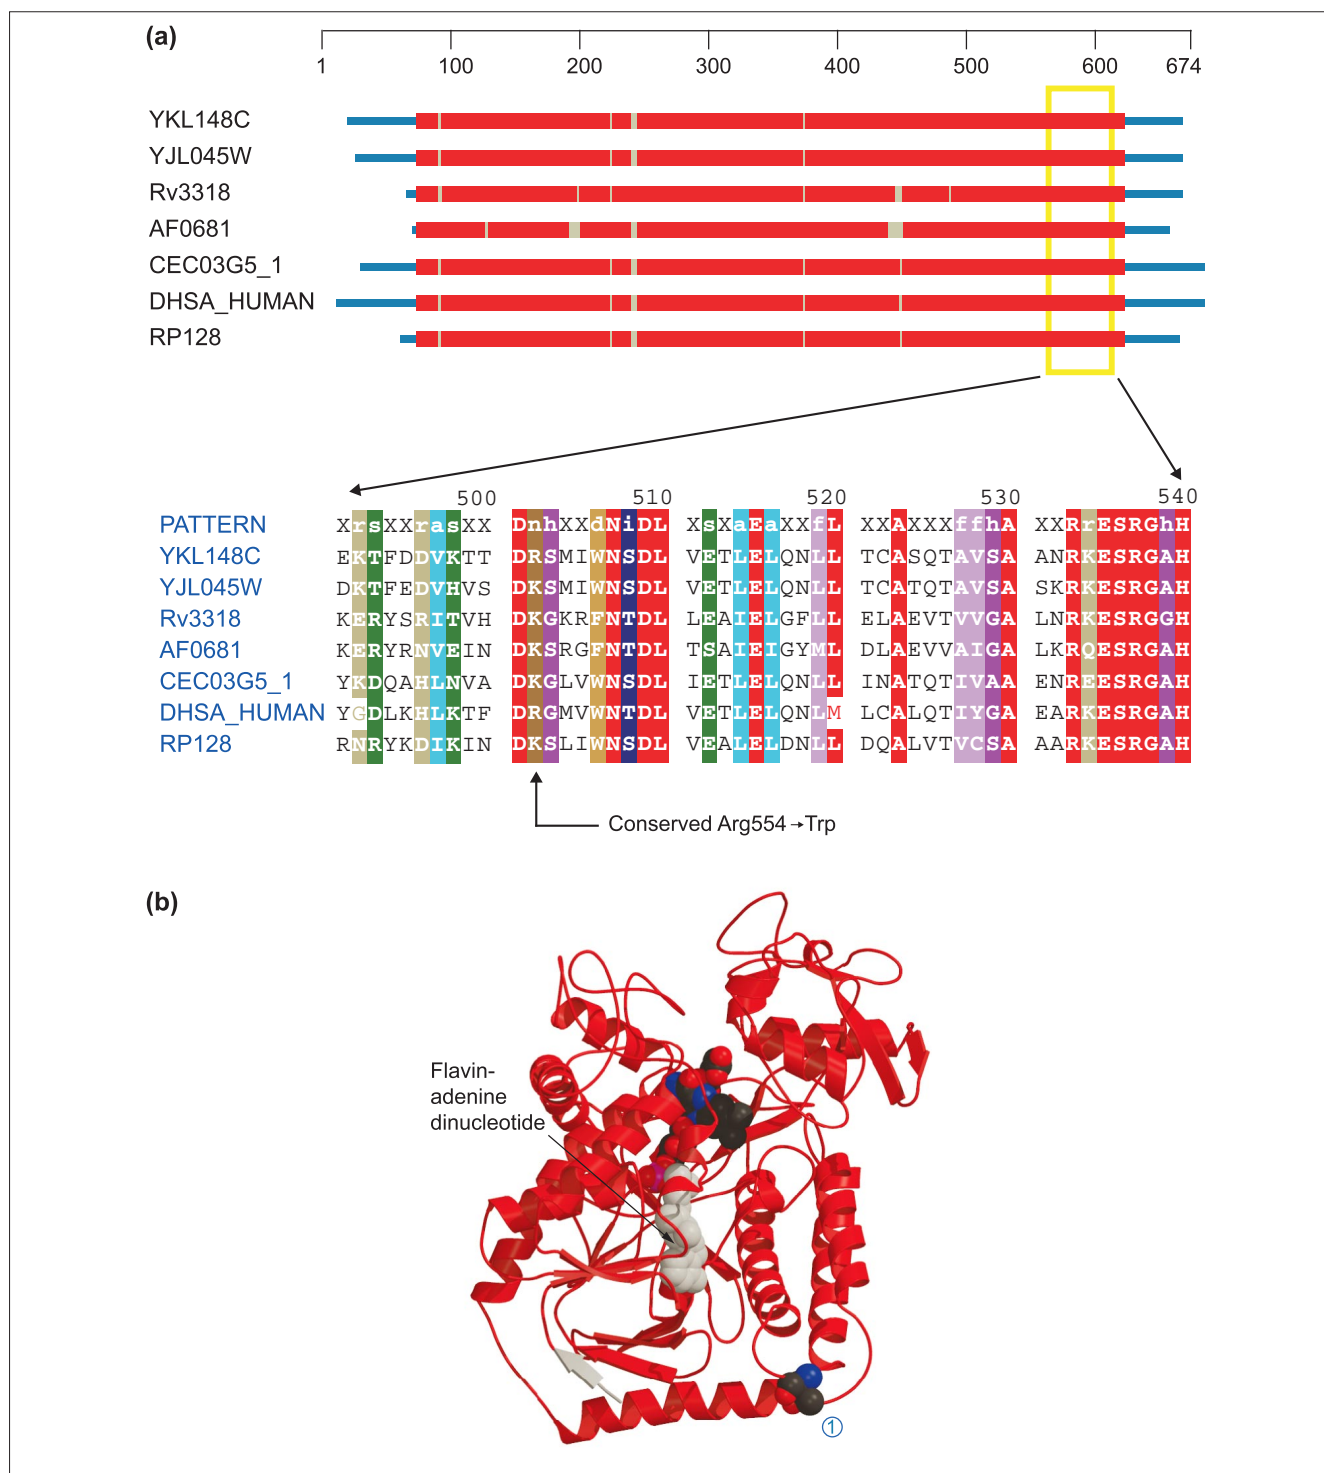 (a)
1 100 200 300 400 500 600 674
YKL148C
YJL045W
Rv3318
AF0681
CEC03G5_1
DHSA_HUMAN
RP128
500 510 520 530 540
PATTERN XrsXXrasXX DnhXXdNiDL XsXaEaXXfL XXAXXXffhA XXRrESRGhH
YKL148C EKTFDDVKTT DRSMIWNSDL VETLELQNLL TCASQTAVSA ANRKESRGAH
YJL045W DKTFEDVHVS DKSMIWNSDL VETLELQNLL TCATQTAVSA SKRKESRGAH
Rv3318 KERYSRITVH DKGKRFNTDL LEAIELGFLL ELAEVTVVGA LNRKESRGGH
AF0681 KERYRNVEIN DKSRGFNTDL TSAIEIGYML DLAEVVAIGA LKRQESRGAH
CEC03G5_1 YKDQAHLNVA DKGLVWNSDL IETLELQNLL INATQTIVAA ENREESRGAH
DHSA_HUMAN YGDLKHLKTF DRGMVWNTDL VETLELQNLM LCALQTIYGA EARKESRGAH
RP128 RNRYKDIKIN DKSLIWNSDL VEALELDNLL DQALVTVCSA AARKESRGAH
Conserved Arg554→Trp
(b)
Flavin-
adenine
dinucleotide
①